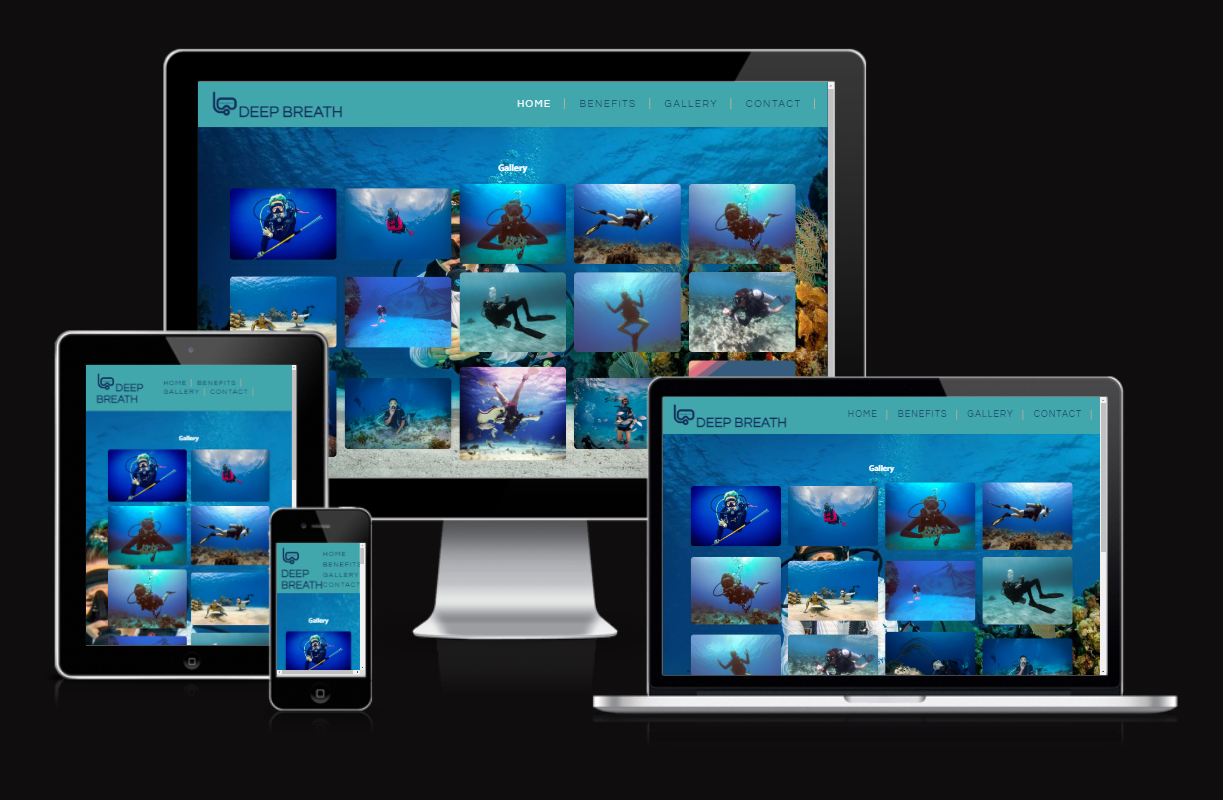 DEEP BREATH
HOME | BENEFITS | GALLERY | CONTACT |
Gallery
DEEP
BREATH
HOME | BENEFITS |
GALLERY | CONTACT |
Gallery
DEEP
BREATH
HOME
BENEFITS
GALLERY
CONTACT
Gallery
DEEP BREATH
HOME | BENEFITS | GALLERY | CONTACT |
Gallery